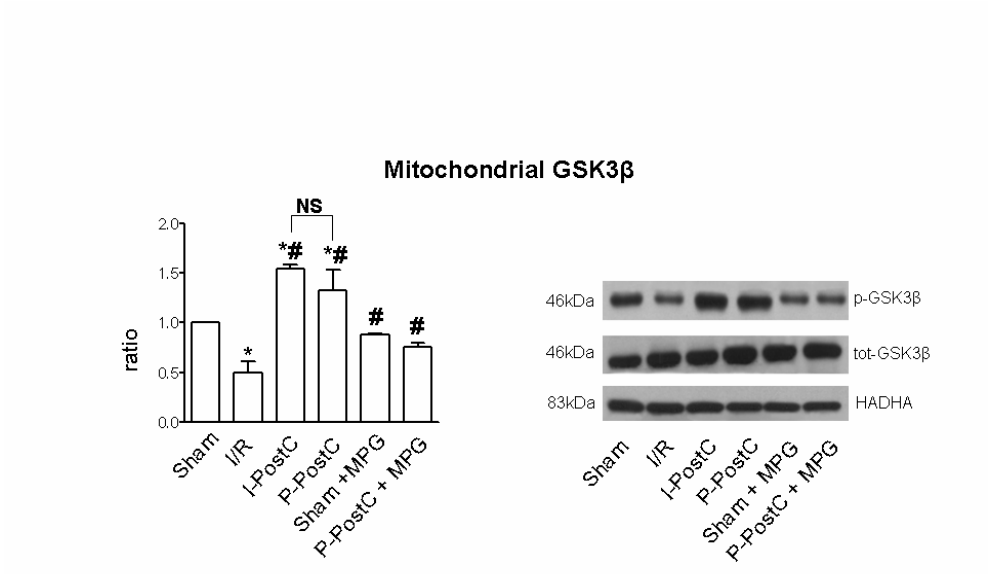 Mitochondrial GSK3β
NS
2.0
1.5
1.0
0.5
0.0
ratio
*
*#
*#
#
#
Sham
I/R
I-PostC
P-PostC
Sham +MPG
P-PostC + MPG
46kDa
p-GSK3β
46kDa
tot-GSK3β
83kDa
HADHA
Sham
I/R
I-PostC
P-PostC
Sham + MPG
P-PostC + MPG